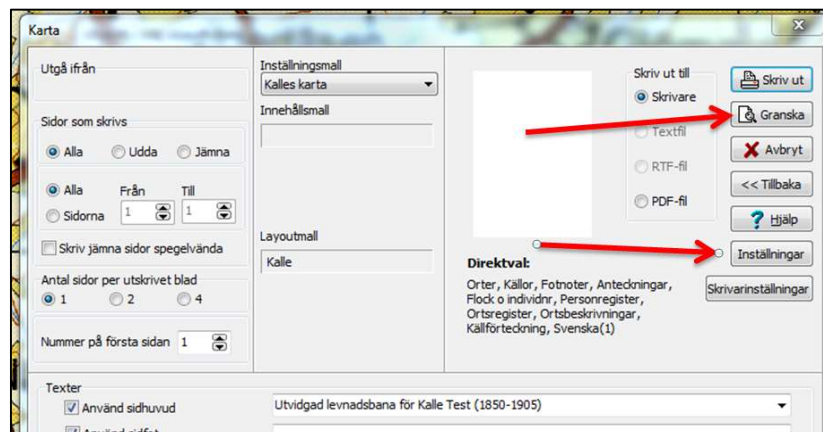 Karta
Utgå ifrån
Sidor som skrivs
Alla Udda Jämna
Alla Från Till
Sidorna 1 1
Skriv jämna sidor spegelvända
Antal sidor per utskrivet blad
1 2 4
Nummer på första sidan 1
Inställningsmall
Kalles karta
Innehållsmall
Layoutmall
Kalle
Skriv ut till
Skrivare
Textfil
RTF-fil
PDF-fil
Direktval:
Orter, Källor, Fotnoter, Anteckningar,
Flock o individnr, Personregister,
Ortsregister, Ortsbeskrivningar,
Källförteckning, Svenska(1)
Skriv ut
Granska
Avbryt
<< Tillbaka
Hjälp
Inställningar
Skrivarinställningar
Texter
Använd sidhuvud Utvidgad levnadsbana för Kalle Test (1850-1905)
Använd sidfot